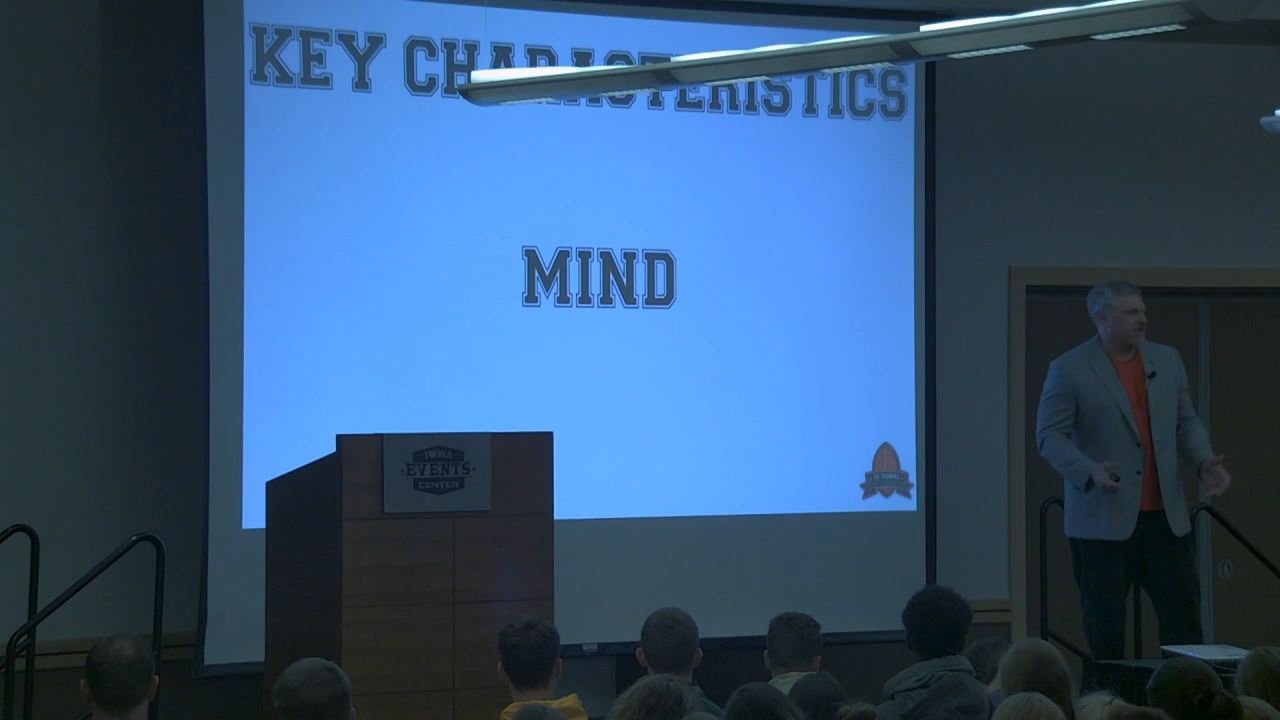 KEY CHARACTERISTICS
MIND
IOWA
EVENTS
CENTER